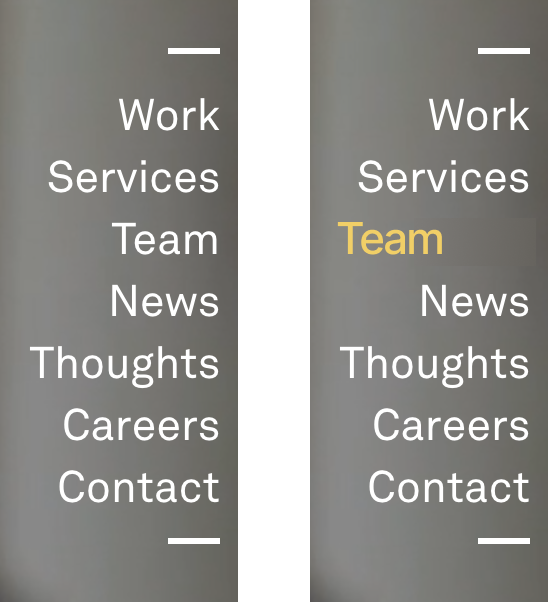 Work
Services
Team
News
Thoughts
Careers
Contact
Work
Services
Team
News
Thoughts
Careers
Contact